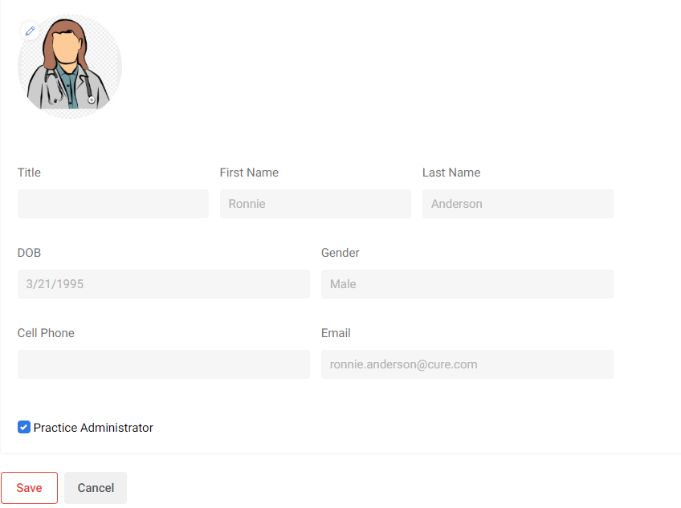 Title First Name Last Name
Ronnie Anderson
DOB Gender
3/21/1995 Male
Cell Phone Email
ronnie.anderson@cure.com
Practice Administrator
Save Cancel